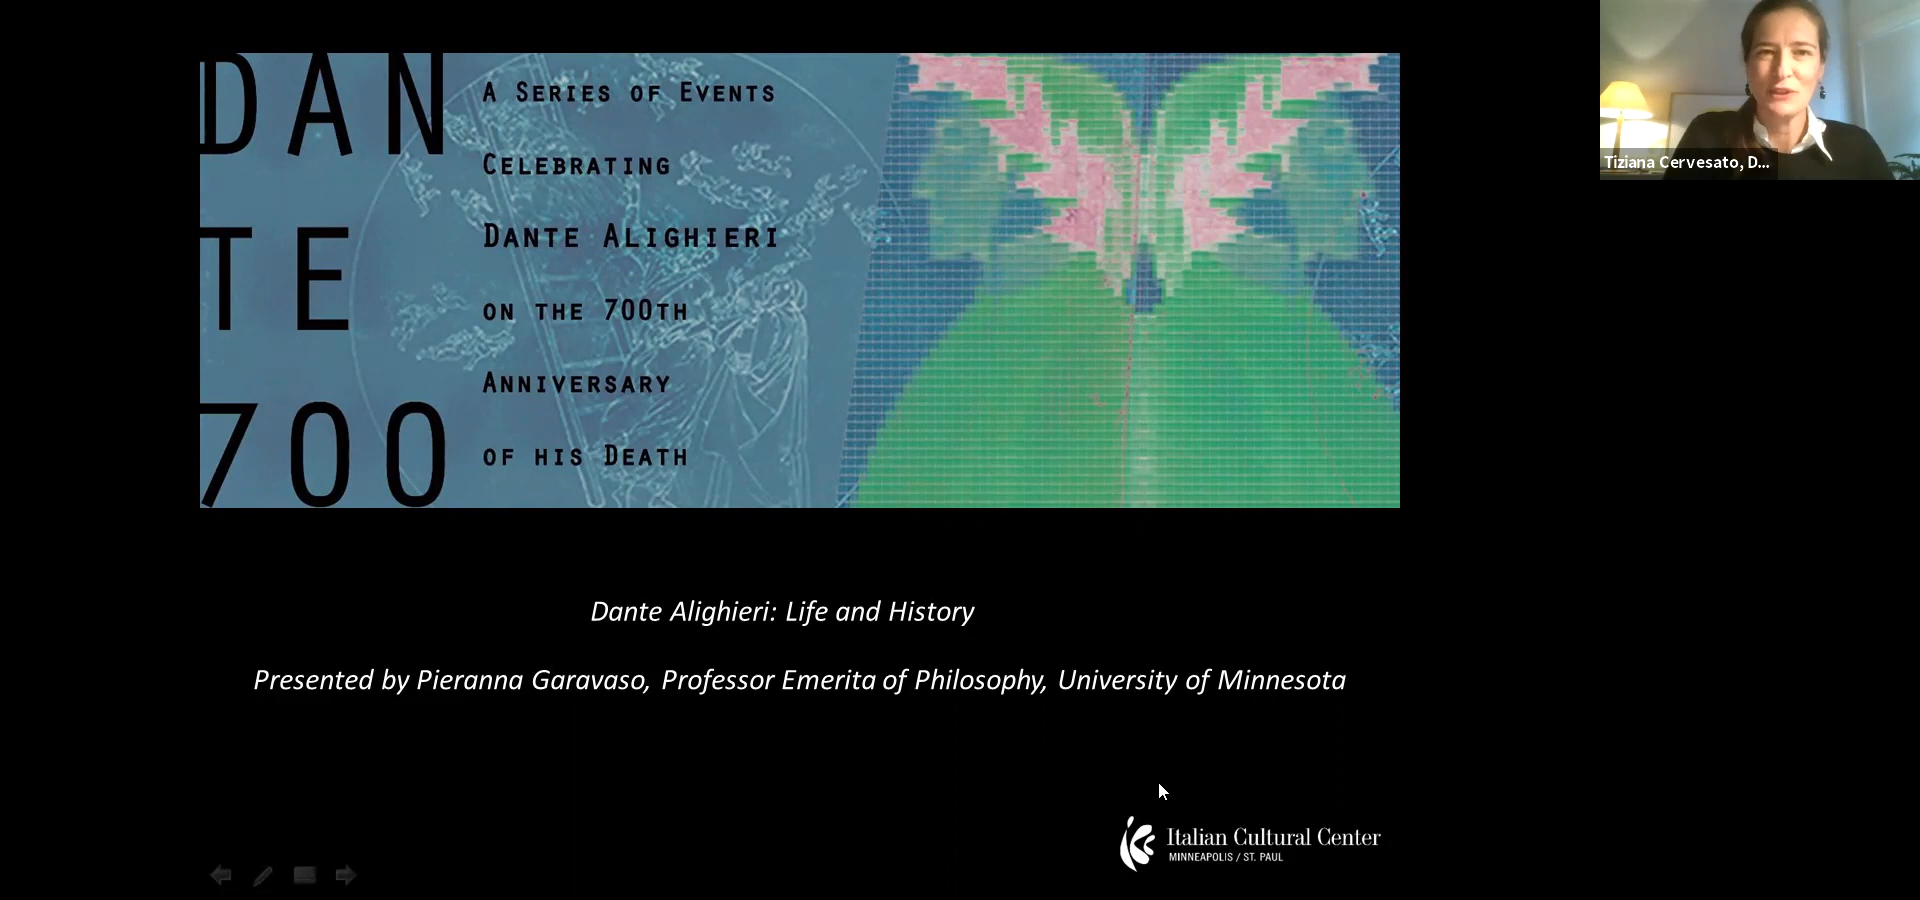 DAN
TE
700
A Series of Events
Celebrating
Dante Alighieri
on the 700th
Anniversary
of his Death
Tiziana Cervesato, D...
Dante Alighieri: Life and History
Presented by Pieranna Garavaso, Professor Emerita of Philosophy, University of Minnesota
Italian Cultural Center
MINNEAPOLIS / ST. PAUL